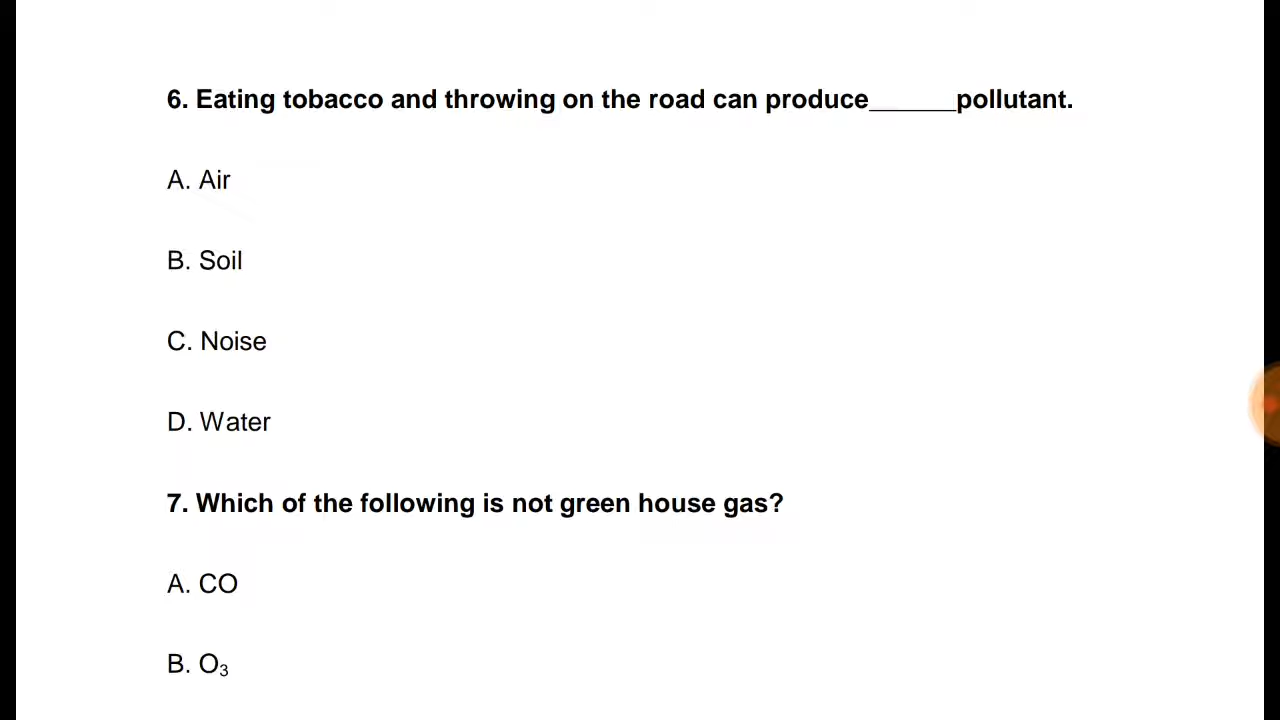 6. Eating tobacco and throwing on the road can produce______pollutant.
A. Air
B. Soil
C. Noise
D. Water
7. Which of the following is not green house gas?
A. CO
B. O₃